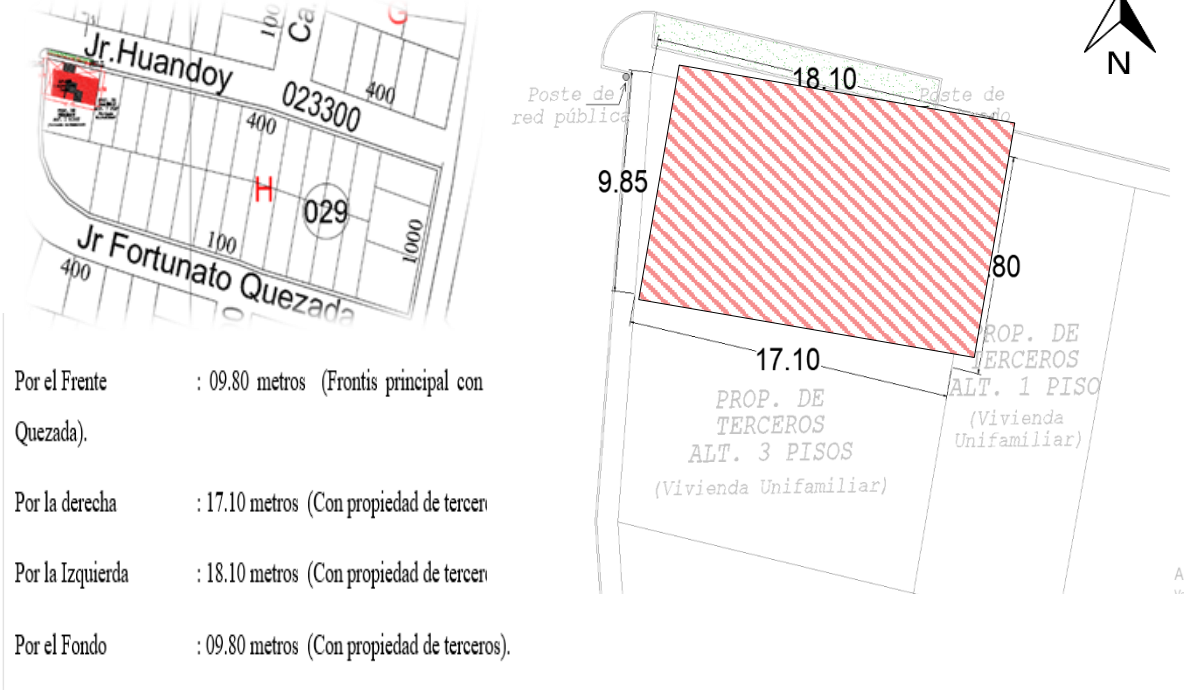 Jr.Huandoy
023300
100
Ca
G
400
400
H
029
100
1000
Jr Fortunato Quezada
400
N
18.10
Poste de
red pública
Poste de
9.85
80
17.10
PROP. DE
TERCEROS
ALT. 3 PISOS
(Vivienda Unifamiliar)
PROP. DE
TERCEROS
ALT. 1 PISO
(Vivienda
Unifamiliar)
Por el Frente : 09.80 metros (Frontis principal con
Quezada).
Por la derecha : 17.10 metros (Con propiedad de tercero
Por la Izquierda : 18.10 metros (Con propiedad de tercero
Por el Fondo : 09.80 metros (Con propiedad de terceros).